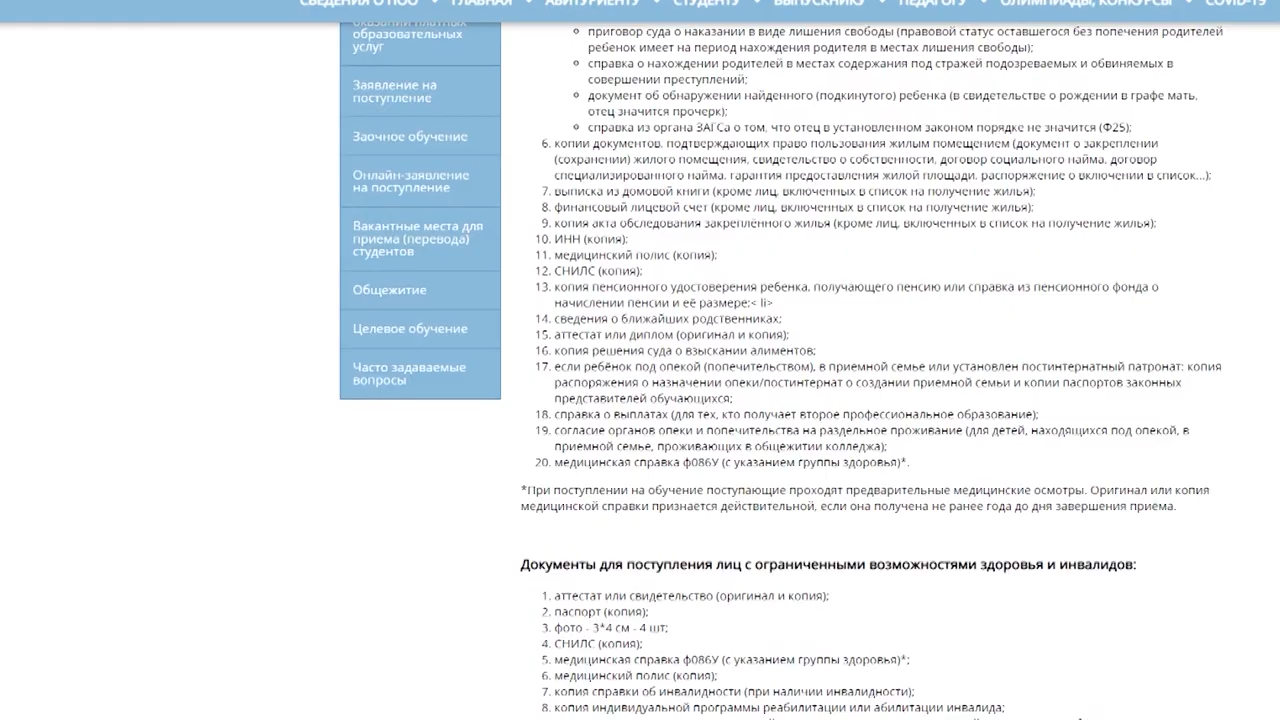 СВЕДЕНИЯ О ПОО ГЛАВНАЯ АБИТУРИЕНТУ СТУДЕНТУ ВЫПУСКНИКУ ПЕДАГОГУ ОЛИМПИАДЫ, КОНКУРСЫ COVID-19
оказании платных
образовательных
услуг
Заявление на
поступление
Заочное обучение
Онлайн-заявление
на поступление
Вакантные места для
приема (перевода)
студентов
Общежитие
Целевое обучение
Часто задаваемые
вопросы
приговор суда о наказании в виде лишения свободы (правовой статус оставшегося без попечения родителей
ребенок имеет на период нахождения родителя в местах лишения свободы);
справка о нахождении родителей в местах содержания под стражей подозреваемых и обвиняемых в
совершении преступлений;
документ об обнаружении найденного (подкинутого) ребенка (в свидетельстве о рождении в графе мать,
отец значится прочерк);
справка из органа ЗАГСа о том, что отец в установленном законом порядке не значится (Ф25);
6. копии документов, подтверждающих право пользования жилым помещением (документ о закреплении
(сохранении) жилого помещения, свидетельство о собственности, договор социального найма, договор
специализированного найма, гарантия предоставления жилой площади, распоряжение о включении в список...);
7. выписка из домовой книги (кроме лиц, включенных в список на получение жилья);
8. финансовый лицевой счет (кроме лиц, включенных в список на получение жилья);
9. копия акта обследования закреплённого жилья (кроме лиц, включенных в список на получение жилья);
10. ИНН (копия);
11. медицинский полис (копия);
12. СНИЛС (копия);
13. копия пенсионного удостоверения ребенка, получающего пенсию или справка из пенсионного фонда о
начислении пенсии и её размере;< li>
14. сведения о ближайших родственниках;
15. аттестат или диплом (оригинал и копия);
16. копия решения суда о взыскании алиментов;
17. если ребёнок под опекой (попечительством), в приемной семье или установлен постинтернатный патронат: копия
распоряжения о назначении опеки/постинтернат о создании приемной семьи и копии паспортов законных
представителей обучающихся;
18. справка о выплатах (для тех, кто получает второе профессиональное образование);
19. согласие органов опеки и попечительства на раздельное проживание (для детей, находящихся под опекой, в
приемной семье, проживающих в общежитии колледжа);
20. медицинская справка ф086У (с указанием группы здоровья)*.
*При поступлении на обучение поступающие проходят предварительные медицинские осмотры. Оригинал или копия
медицинской справки признается действительной, если она получена не ранее года до дня завершения приема.
Документы для поступления лиц с ограниченными возможностями здоровья и инвалидов:
1. аттестат или свидетельство (оригинал и копия);
2. паспорт (копия);
3. фото - 3*4 см - 4 шт;
4. СНИЛС (копия);
5. медицинская справка ф086У (с указанием группы здоровья)*;
6. медицинский полис (копия);
7. копия справки об инвалидности (при наличии инвалидности);
8. копия индивидуальной программы реабилитации или абилитации инвалида;